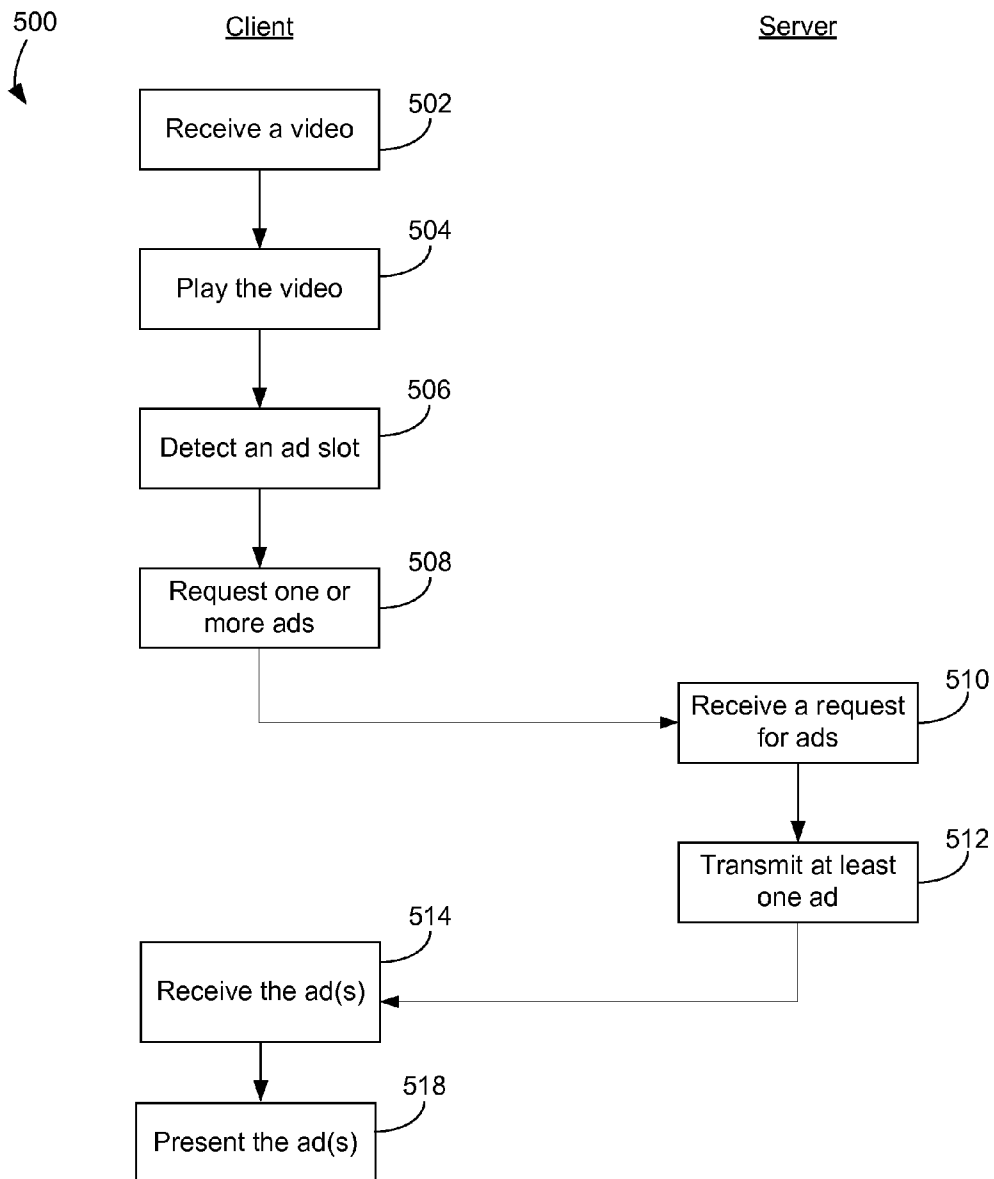 500
Client
Server
502
Receive a video
504
Play the video
506
Detect an ad slot
508
Request one or
more ads
510
Receive a request
for ads
512
Transmit at least
one ad
514
Receive the ad(s)
518
Present the ad(s)